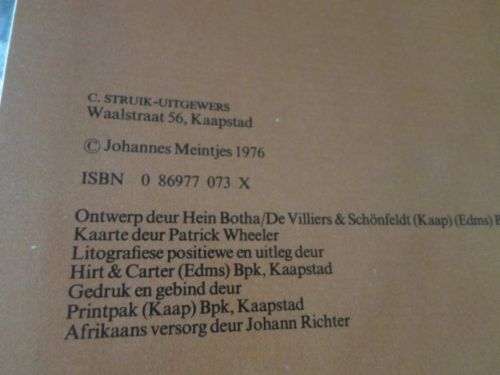 C. STRUIK-UITGEWERS
Waalstraat 56, Kaapstad
© Johannes Meintjes 1976
ISBN 0 86977 073 X
Ontwerp deur Hein Botha/De Villiers & Schönfeldt (Kaap) (Edms)
Kaarte deur Patrick Wheeler
Litografiese positiewe en uitleg deur
Hirt & Carter (Edms) Bpk, Kaapstad
Gedruk en gebind deur
Printpak (Kaap) Bpk, Kaapstad
Afrikaans versorg deur Johann Richter